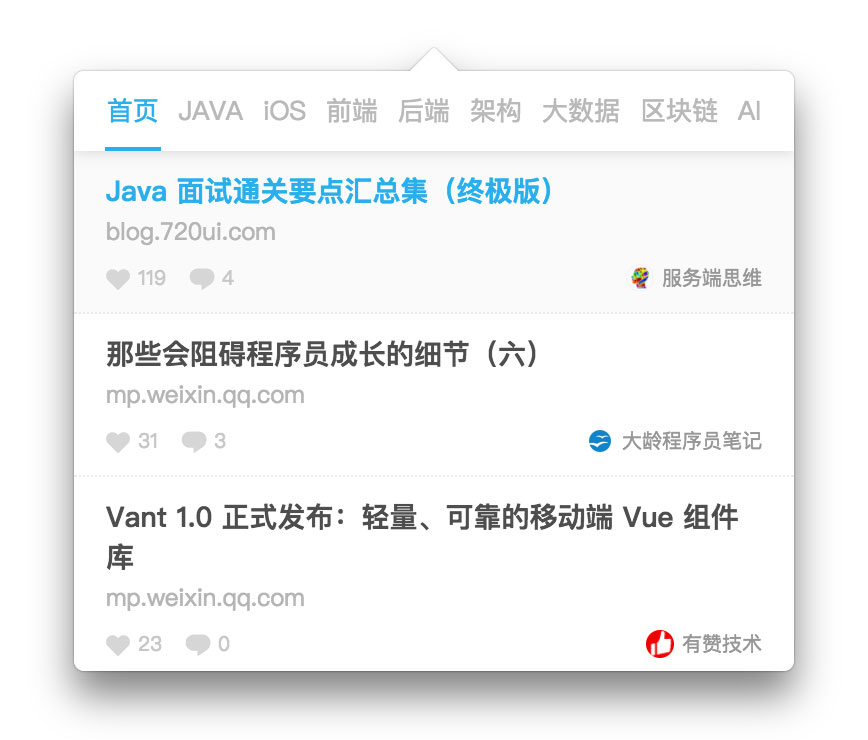 首页 JAVA iOS 前端 后端 架构 大数据 区块链 AI
Java 面试通关要点汇总集（终极版）
blog.720ui.com
119 4 服务端思维
那些会阻碍程序员成长的细节（六）
mp.weixin.qq.com
31 3 大龄程序员笔记
Vant 1.0 正式发布：轻量、可靠的移动端 Vue 组件
库
mp.weixin.qq.com
23 0 有赞技术